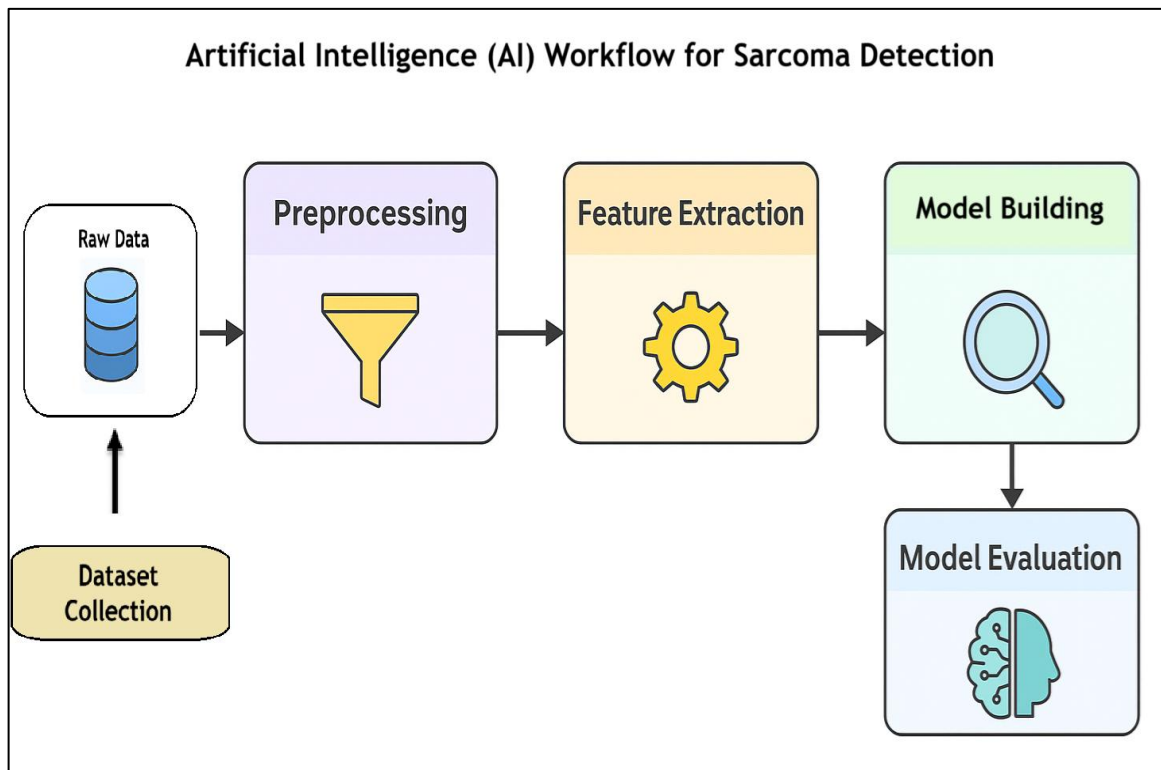 Artificial Intelligence (AI) Workflow for Sarcoma Detection
Raw Data
Preprocessing
Feature Extraction
Model Building
Dataset
Collection
Model Evaluation